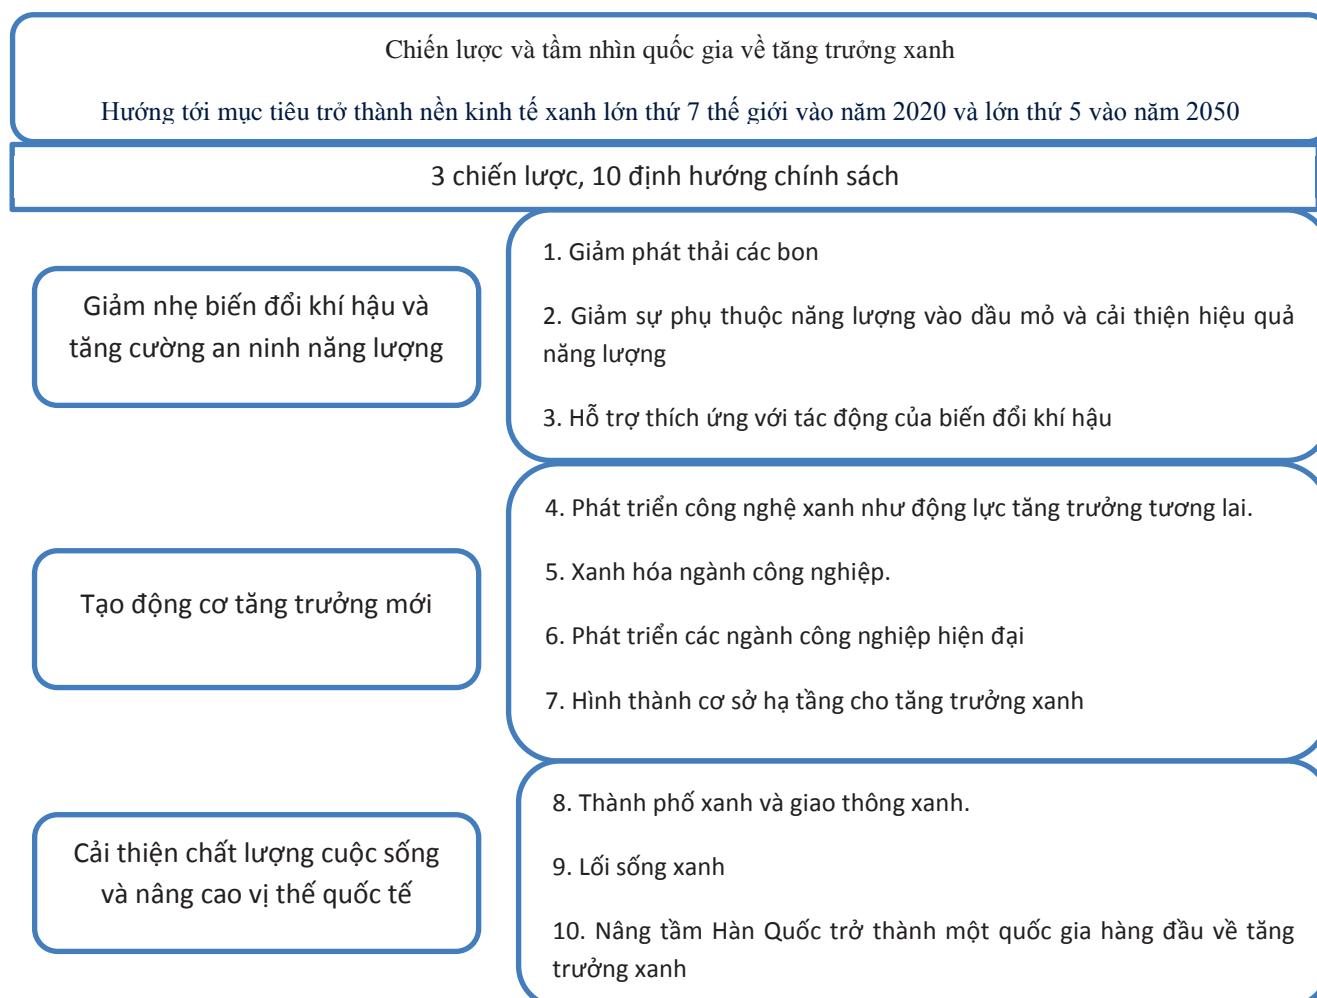 Chiến lược và tầm nhìn quốc gia về tăng trưởng xanh
Hướng tới mục tiêu trở thành nền kinh tế xanh lớn thứ 7 thế giới vào năm 2020 và lớn thứ 5 vào năm 2050
3 chiến lược, 10 định hướng chính sách
Giảm nhẹ biến đổi khí hậu và
tăng cường an ninh năng lượng
1. Giảm phát thải các bon
2. Giảm sự phụ thuộc năng lượng vào dầu mỏ và cải thiện hiệu quả
năng lượng
3. Hỗ trợ thích ứng với tác động của biến đổi khí hậu
Tạo động cơ tăng trưởng mới
4. Phát triển công nghệ xanh như động lực tăng trưởng tương lai.
5. Xanh hóa ngành công nghiệp.
6. Phát triển các ngành công nghiệp hiện đại
7. Hình thành cơ sở hạ tầng cho tăng trưởng xanh
Cải thiện chất lượng cuộc sống
và nâng cao vị thế quốc tế
8. Thành phố xanh và giao thông xanh.
9. Lối sống xanh
10. Nâng tầm Hàn Quốc trở thành một quốc gia hàng đầu về tăng
trưởng xanh